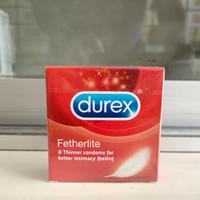 durex
Fetherlite
3 Thinner condoms for
better intimacy feeling